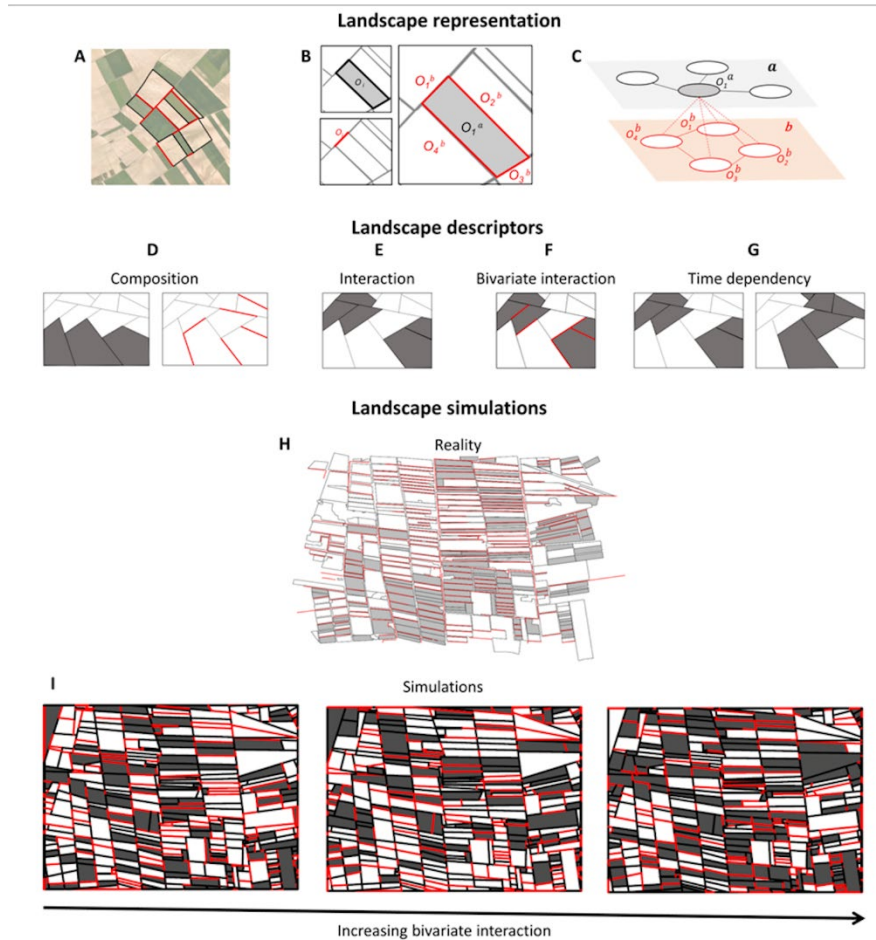 Landscape representation
A
B
C
O₁
O
O₁ᵇ
O₂ᵇ
O₁ᵃ
O₄ᵇ
O₃ᵇ
a
O₁ᵃ
b
O₄ᵇ
O₁ᵇ
O₂ᵇ
O₃ᵇ
Landscape descriptors
D
E
F
G
Composition
Interaction
Bivariate interaction
Time dependency
Landscape simulations
H
Reality
I
Simulations
Increasing bivariate interaction